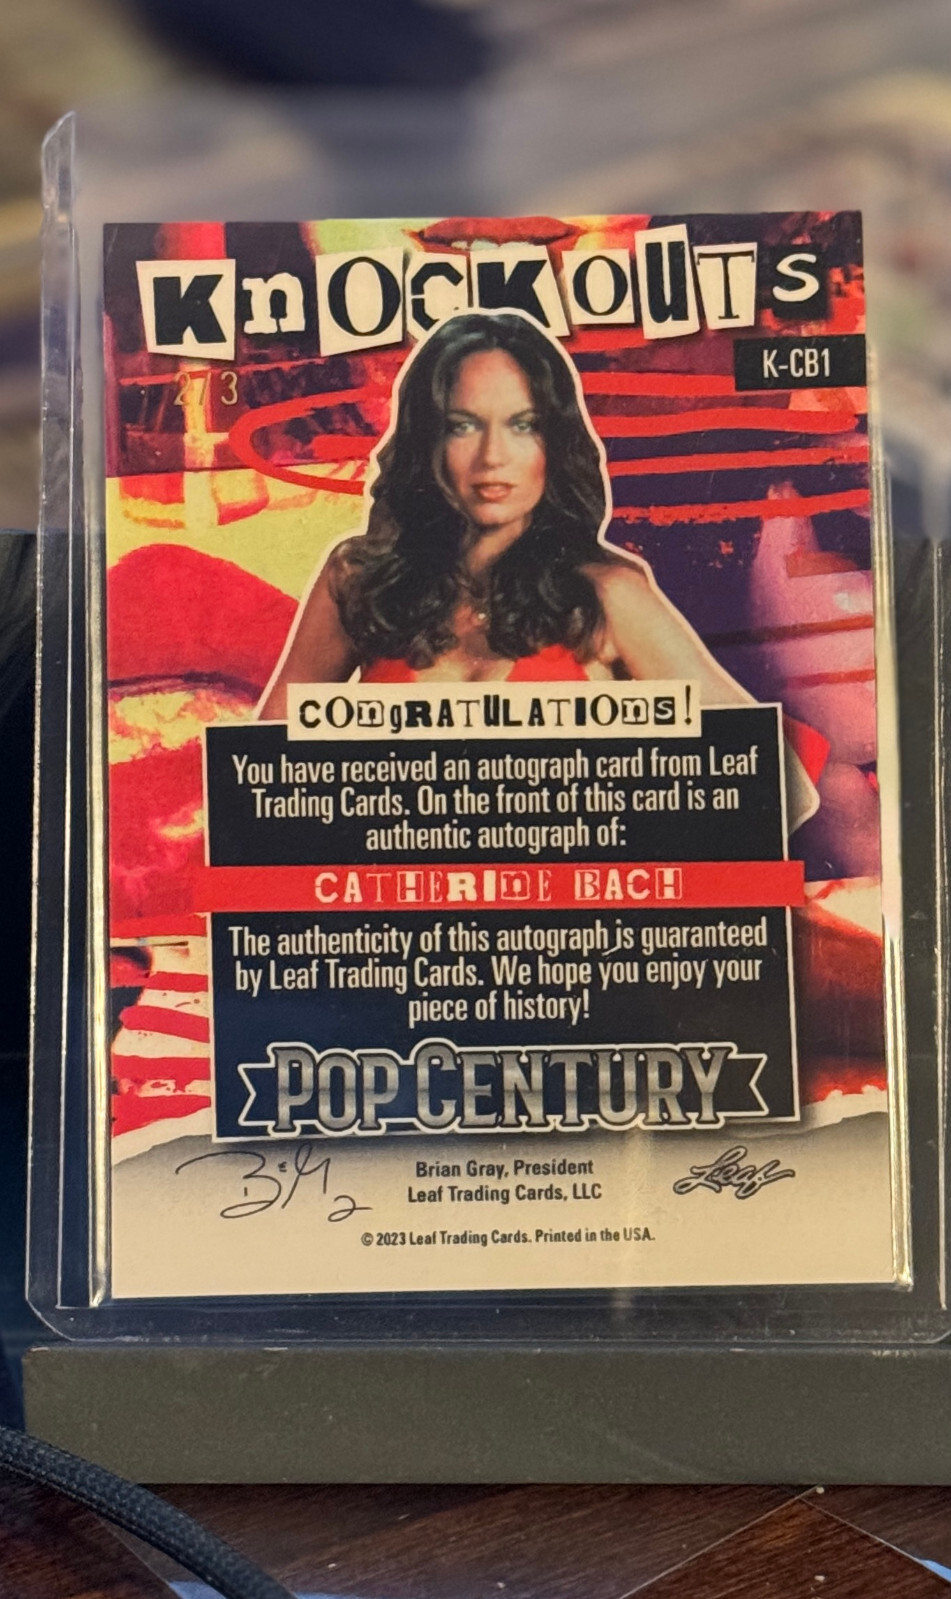 KnOCKOUTS
K-CB1
2/3
COngRATULATIOns!
You have received an autograph card from Leaf
Trading Cards. On the front of this card is an
authentic autograph of:
CATHERInE BACH
The authenticity of this autograph is guaranteed
by Leaf Trading Cards. We hope you enjoy your
piece of history!
POP CENTURY
Brian Gray, President
Leaf Trading Cards, LLC
Leaf
© 2023 Leaf Trading Cards. Printed in the USA.